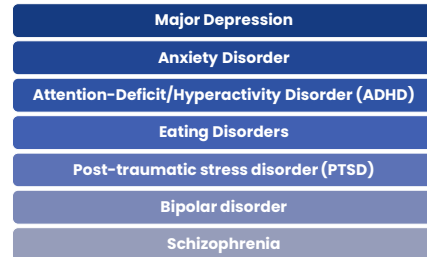 Major Depression
Anxiety Disorder
Attention-Deficit/Hyperactivity Disorder (ADHD)
Eating Disorders
Post-traumatic stress disorder (PTSD)
Bipolar disorder
Schizophrenia